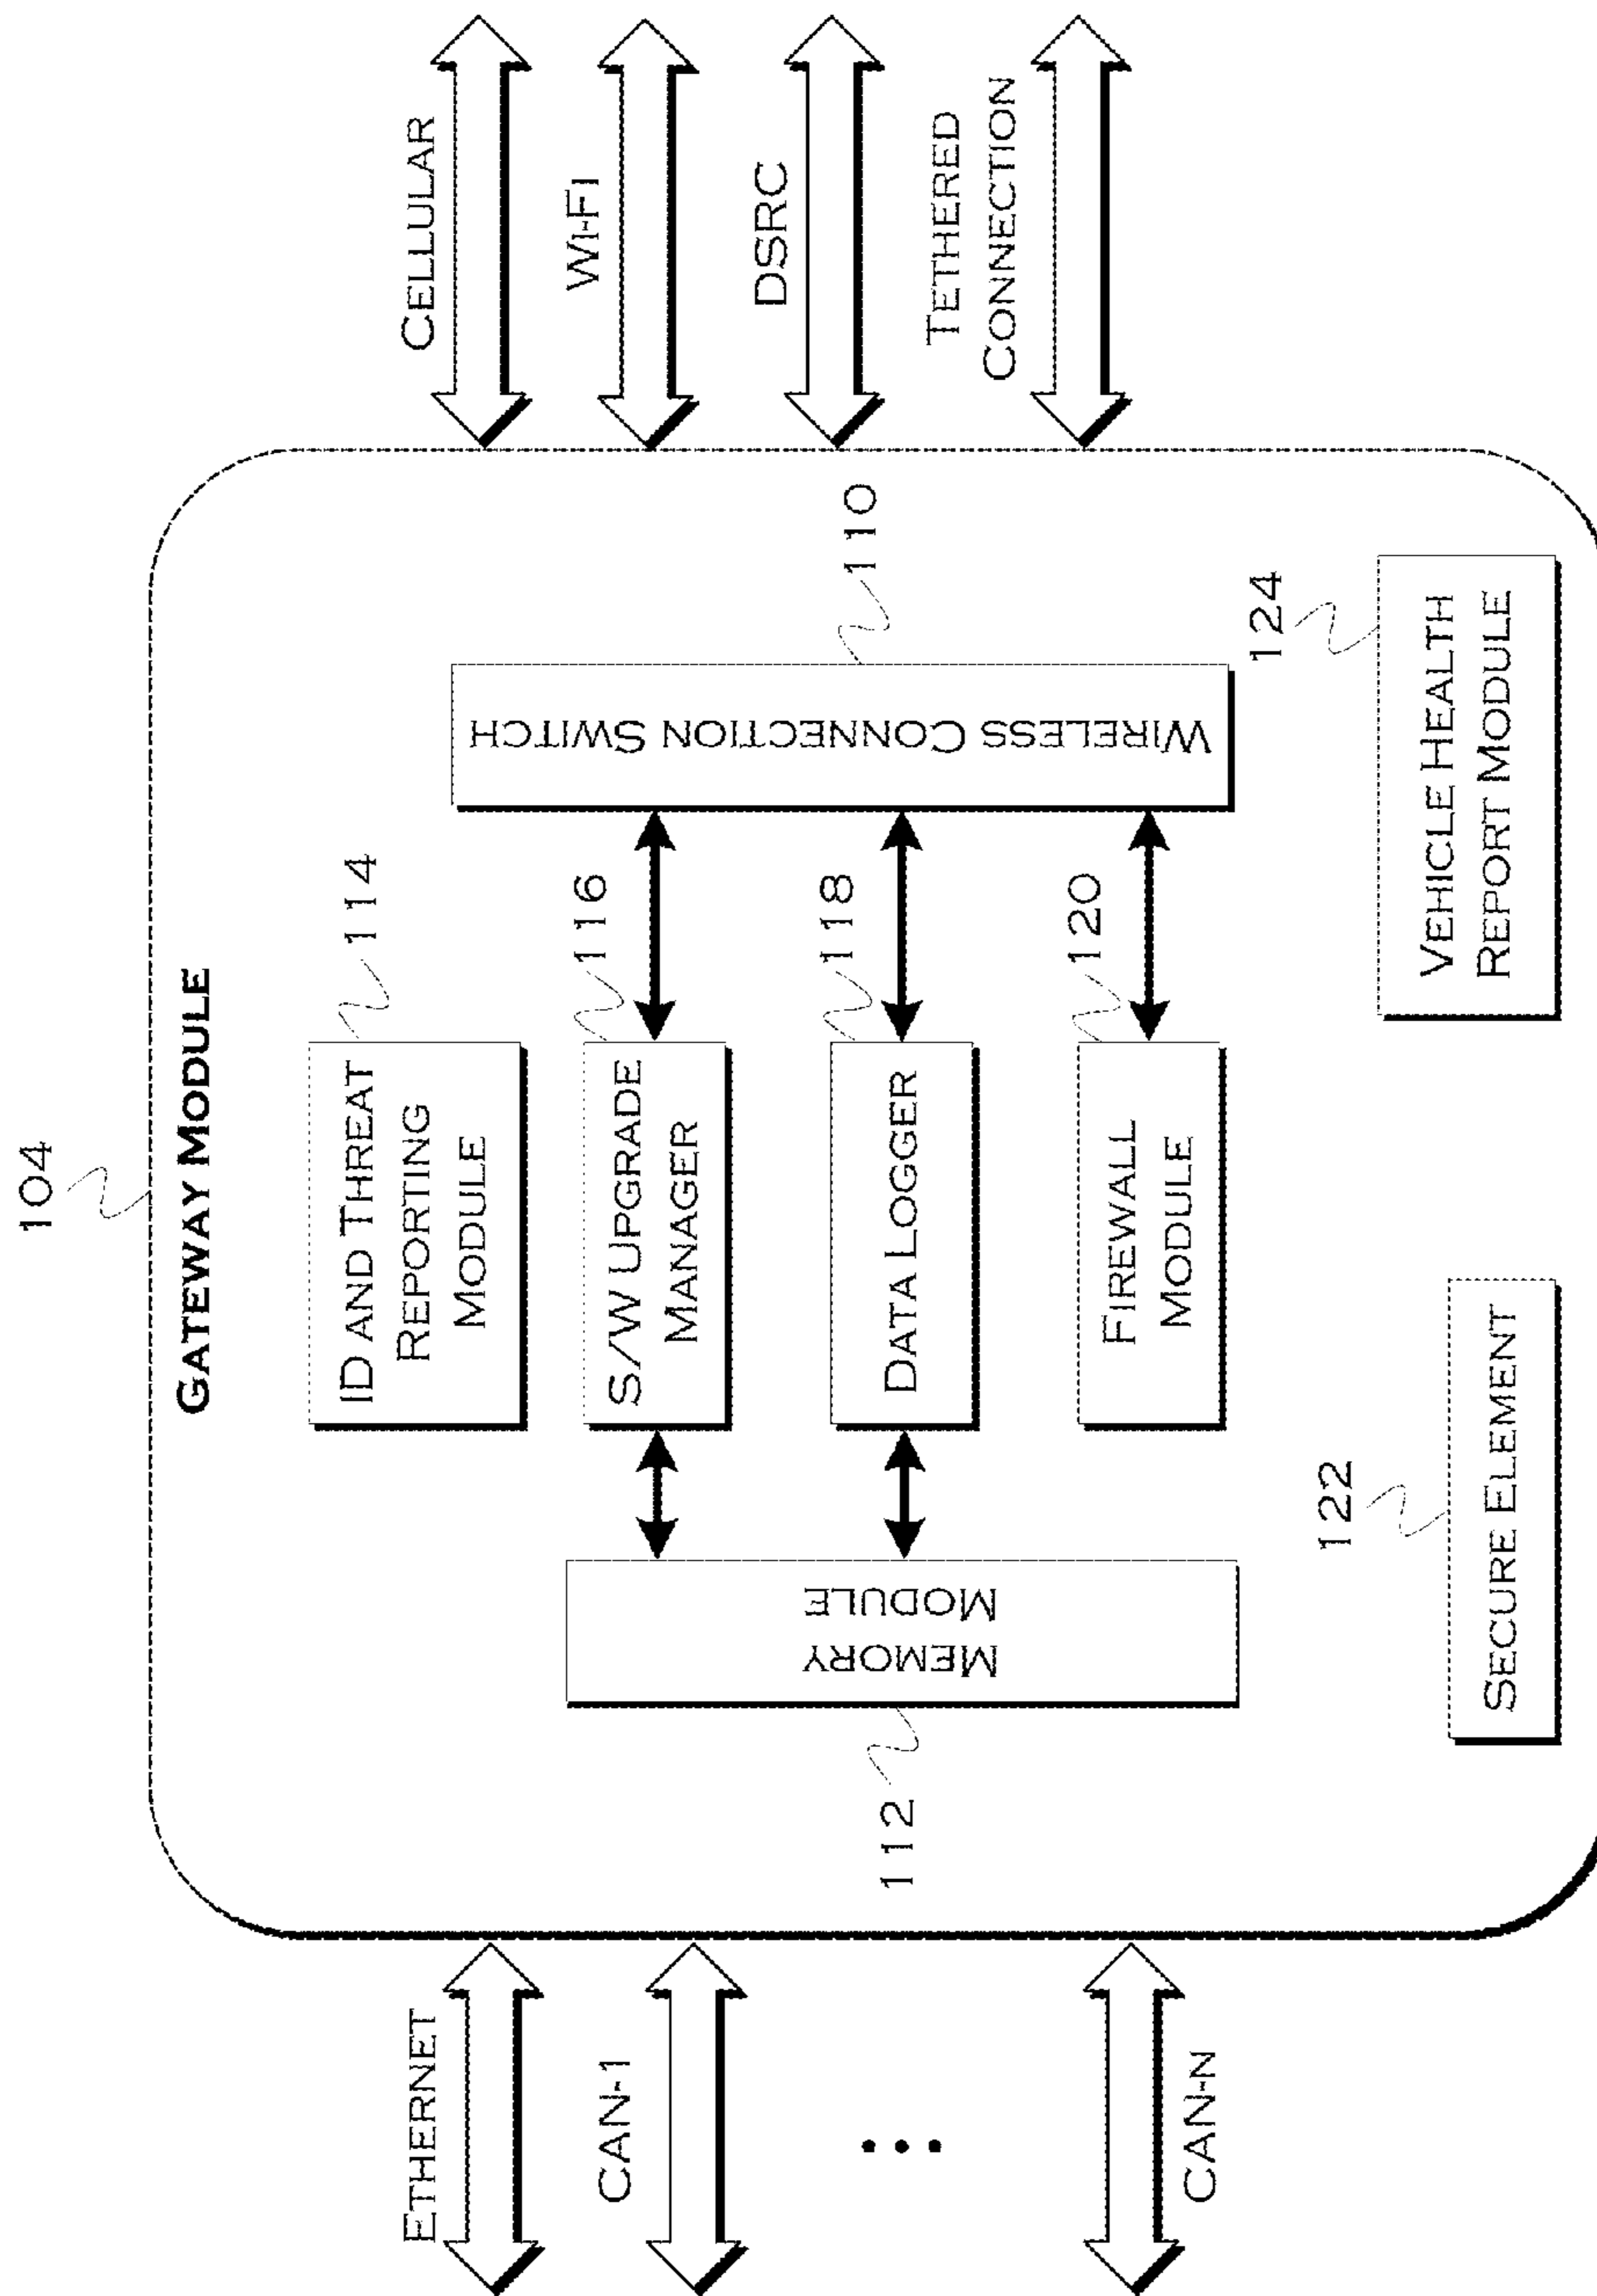 104
GATEWAY MODULE
ETHERNET
CAN-1
CAN-N
CELLULAR
WI-FI
DSRC
TETHERED
CONNECTION
ID AND THREAT
REPORTING
MODULE
114
S/W UPGRADE
MANAGER
116
DATA LOGGER
118
FIREWALL
MODULE
120
MEMORY
MODULE
112
WIRELESS CONNECTION SWITCH
110
SECURE ELEMENT
122
VEHICLE HEALTH
REPORT MODULE
124